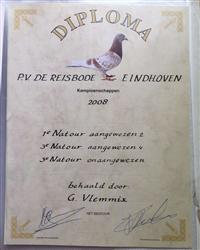 DIPLOMA
P.V. DE REISBODE EINDHOVEN
Kampioenschappen
2008
1e Natour aangewezen 2
3e Natour aangewezen 4
3e Natour onaangewezen
behaald door:
G. Vlemmix
HET BESTUUR